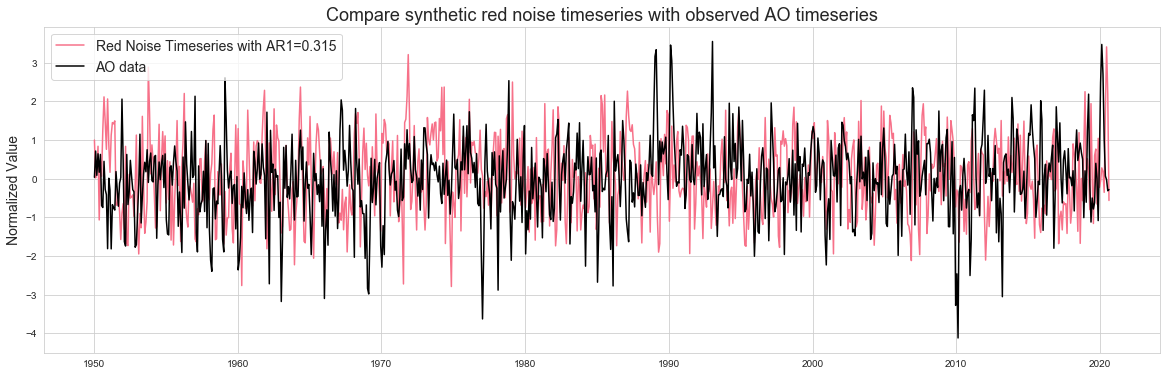 Compare synthetic red noise timeseries with observed AO timeseries
Red Noise Timeseries with AR1=0.315
AO data
Normalized Value
3
2
1
0
−1
−2
−3
−4
1950 1960 1970 1980 1990 2000 2010 2020